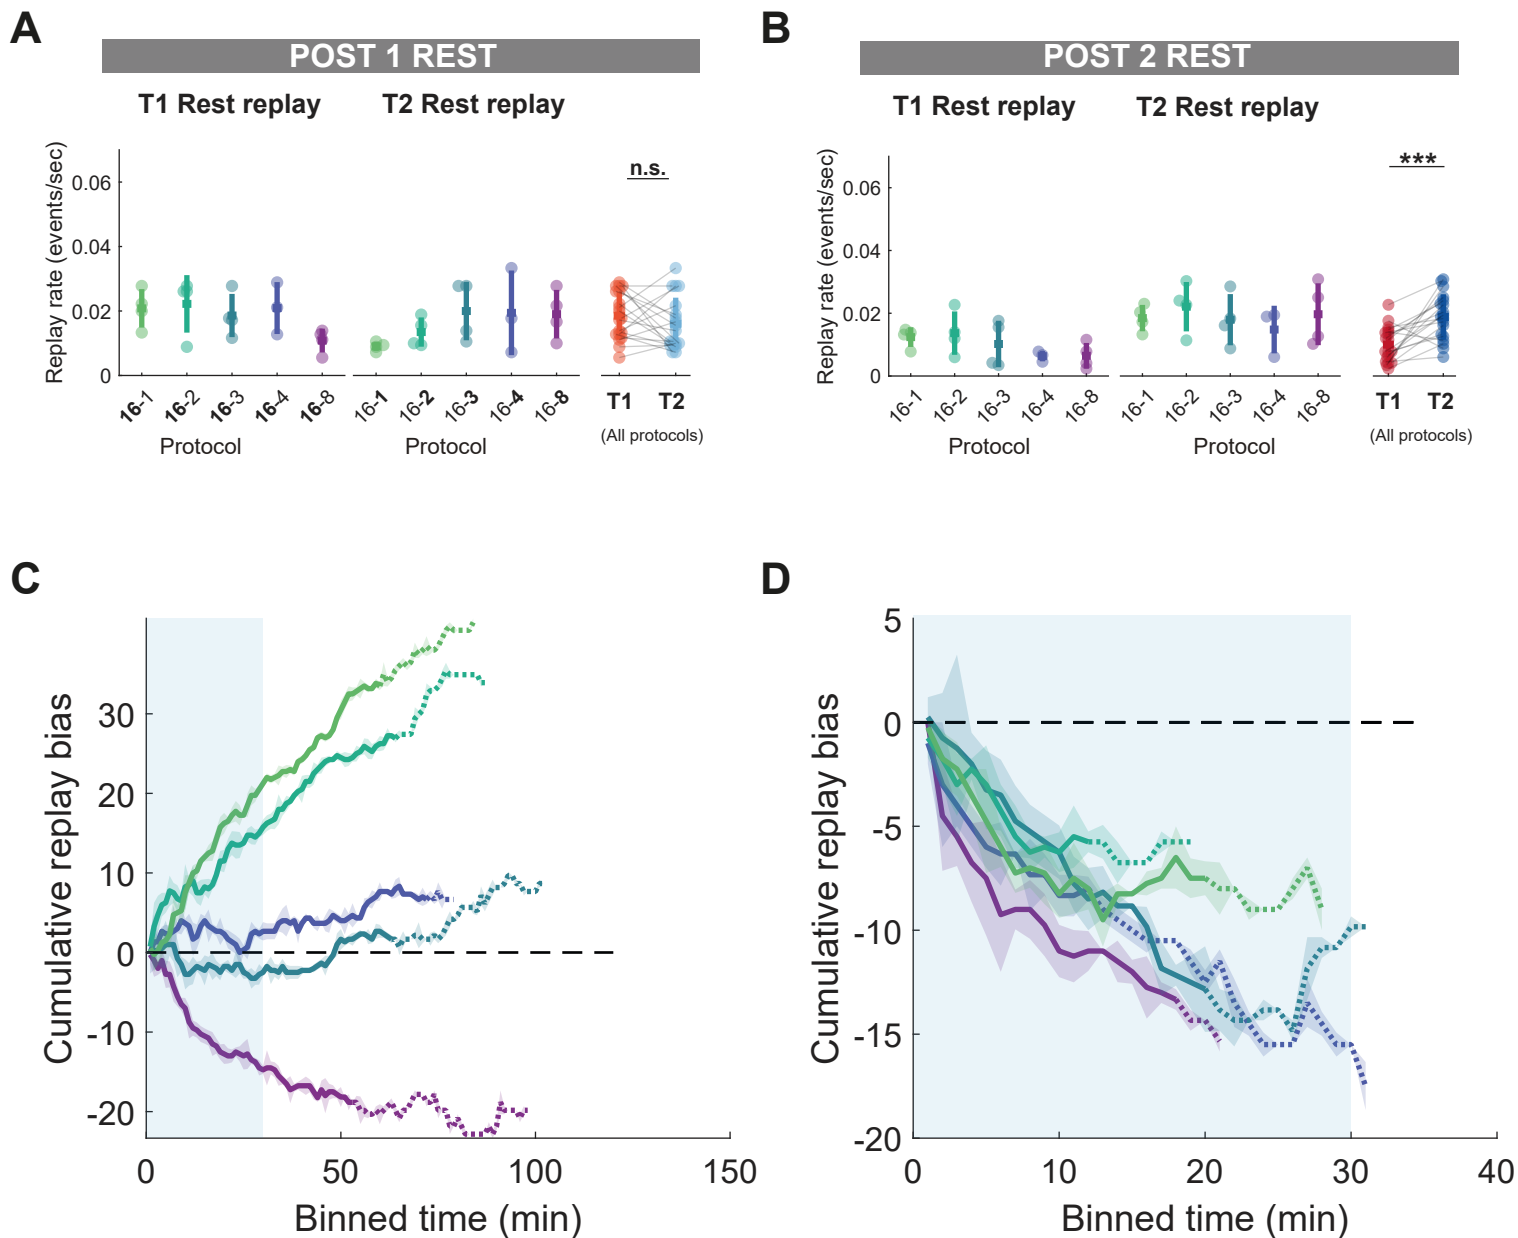 A
POST 1 REST
T1 Rest replay
T2 Rest replay
Replay rate (events/sec)
0.06
0.04
0.02
0
n.s.
16-1
16-2
16-3
16-4
16-8
16-1
16-2
16-3
16-4
16-8
T1
T2
Protocol
Protocol
(All protocols)
B
POST 2 REST
T1 Rest replay
T2 Rest replay
Replay rate (events/sec)
0.06
0.04
0.02
0
***
16-1
16-2
16-3
16-4
16-8
16-1
16-2
16-3
16-4
16-8
T1
T2
Protocol
Protocol
(All protocols)
C
Cumulative replay bias
30
20
10
0
-10
-20
0
50
100
150
Binned time (min)
D
Cumulative replay bias
5
0
-5
-10
-15
-20
0
10
20
30
40
Binned time (min)